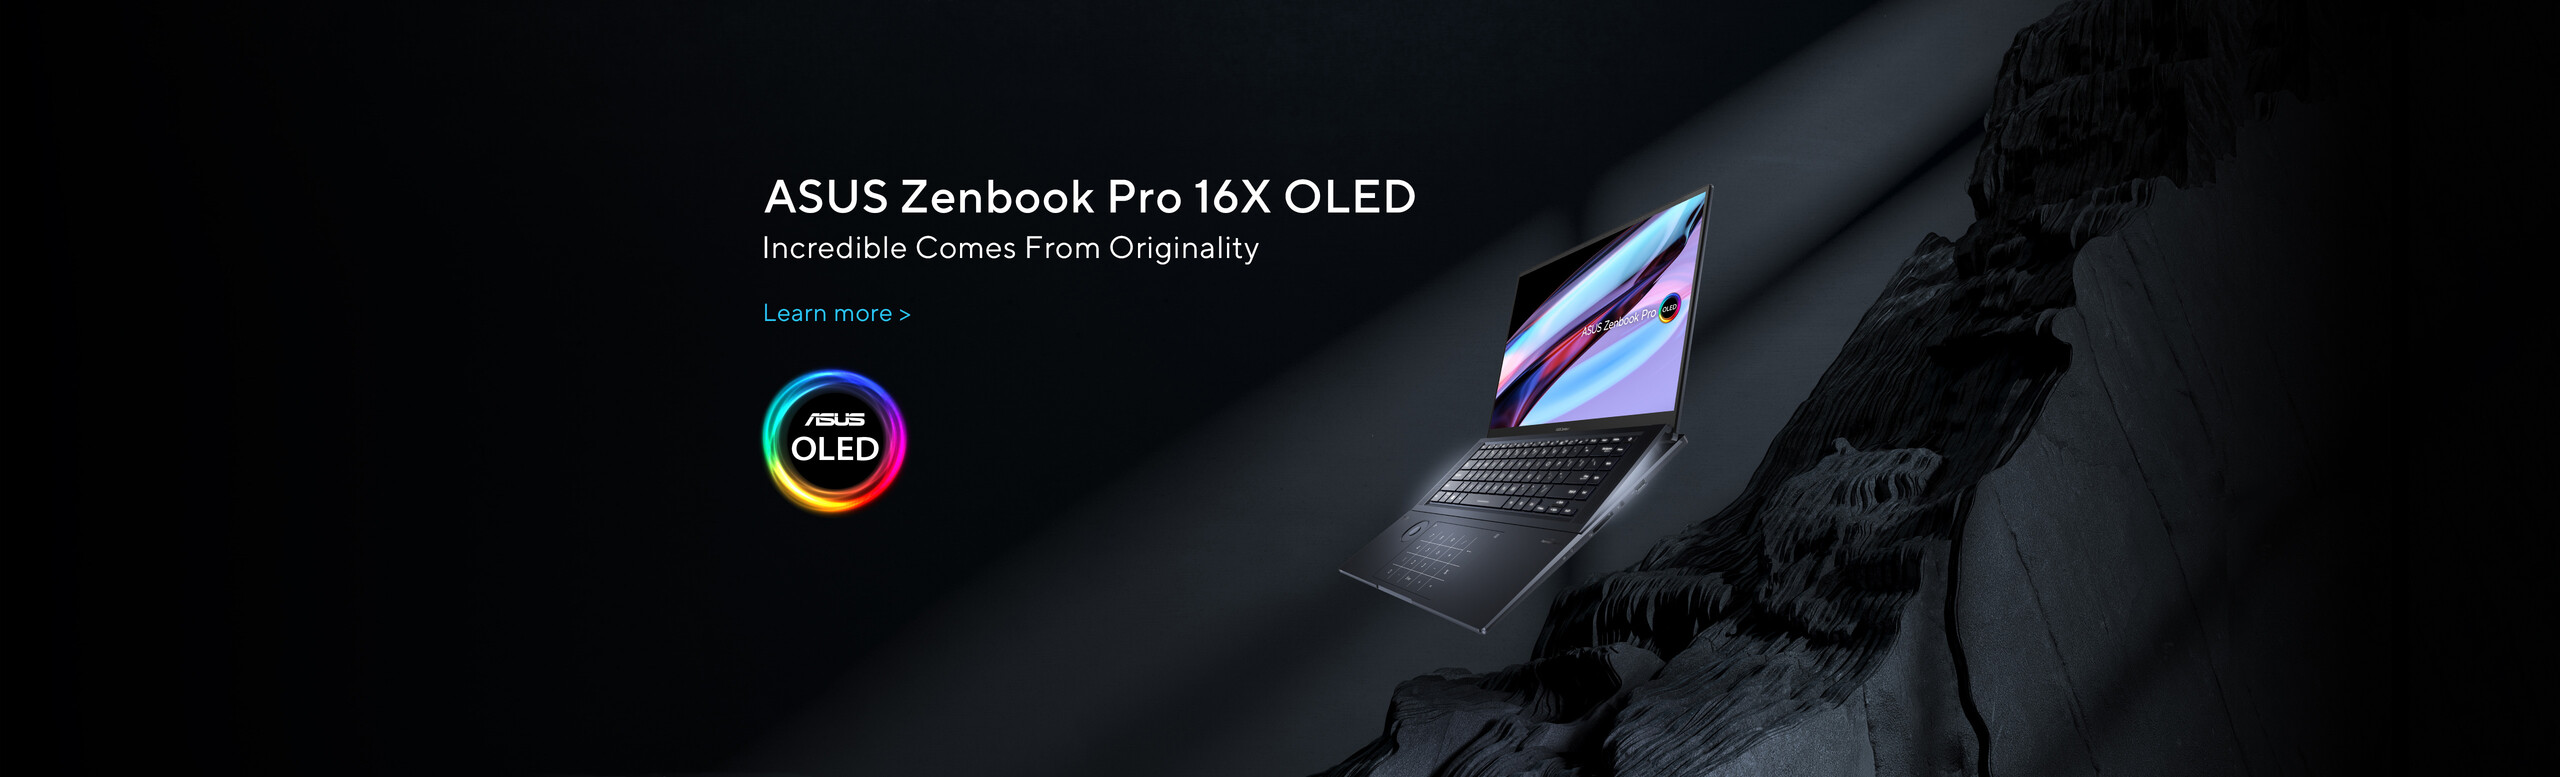 ASUS Zenbook Pro 16X OLED
Incredible Comes From Originality
Learn more >
ASUS
OLED
ASUS Zenbook Pro OLED